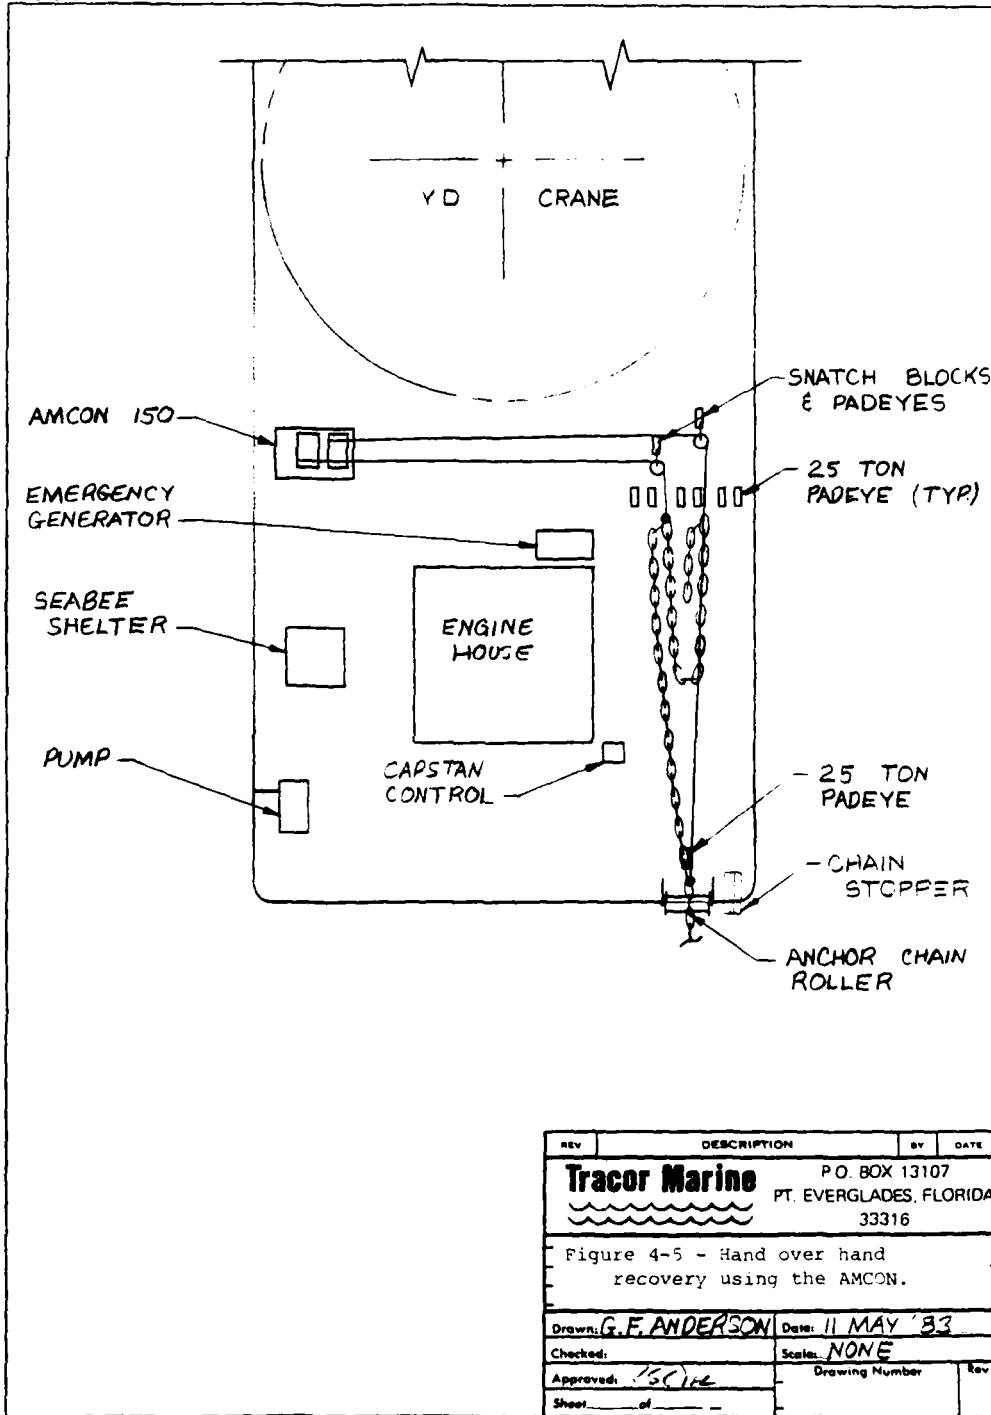 YD CRANE
SNATCH BLOCKS
& PADEYES
AMCON 150
25 TON
PADEYE (TYP.)
EMERGENCY
GENERATOR
SEABEE
SHELTER
ENGINE
HOUSE
PUMP
CAPSTAN
CONTROL
25 TON
PADEYE
CHAIN
STOPPER
ANCHOR CHAIN
ROLLER
REV DESCRIPTION BY DATE
Tracor Marine
P.O. BOX 13107
PT. EVERGLADES, FLORIDA
33316
Figure 4-5 - Hand over hand
recovery using the AMCON.
Drawn: G.F. ANDERSON Date: 11 MAY '83
Checked: Scale: NONE
Approved: Drawing Number Rev
Sheet of